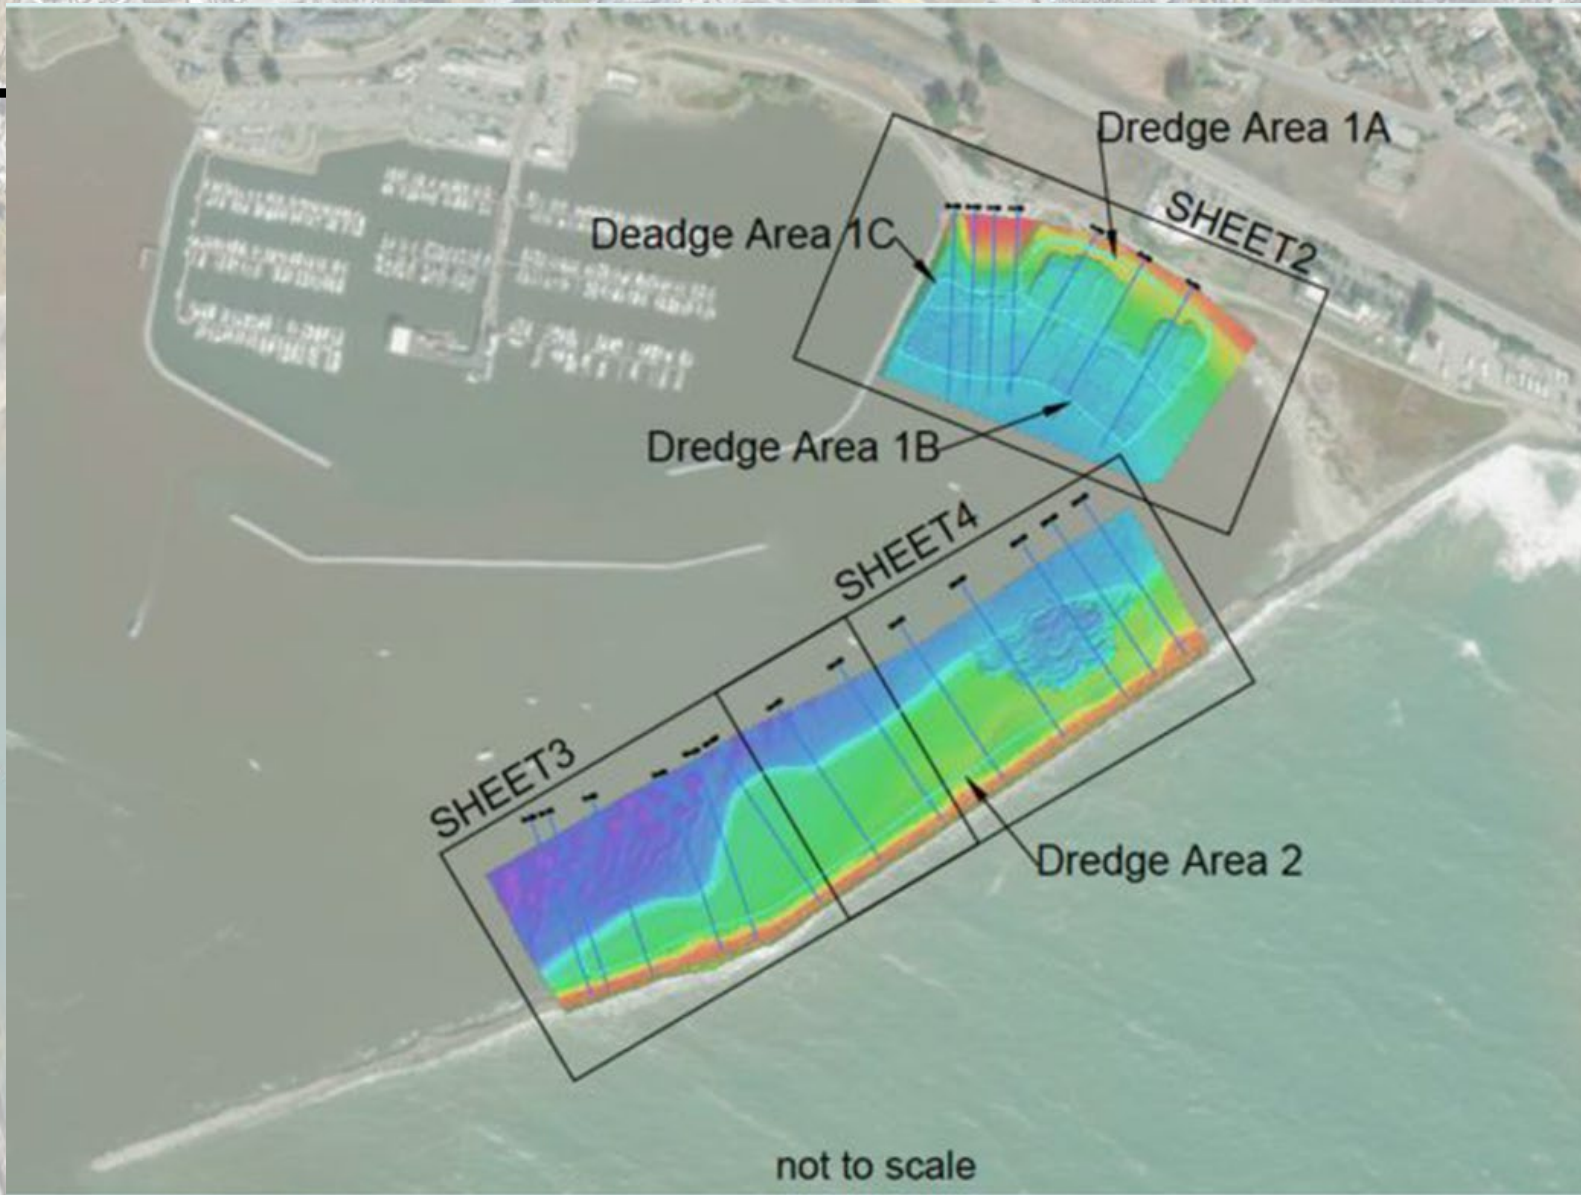 Dredge Area 1A
SHEET2
Deadge Area 1C
Dredge Area 1B
SHEET4
SHEET3
Dredge Area 2
not to scale